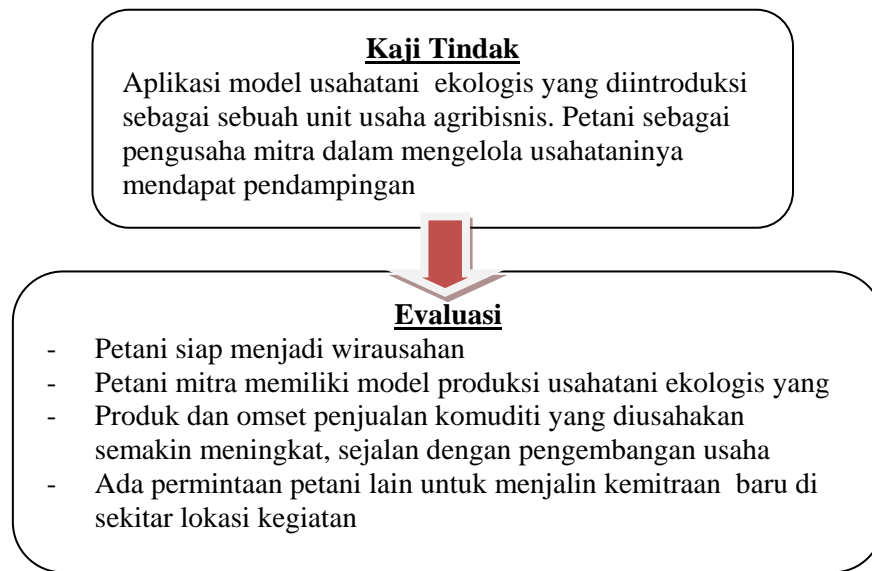 Kaji Tindak
Aplikasi model usahatani ekologis yang diintroduksi
sebagai sebuah unit usaha agribisnis. Petani sebagai
pengusaha mitra dalam mengelola usahataninya
mendapat pendampingan
Evaluasi
- Petani siap menjadi wirausahan
- Petani mitra memiliki model produksi usahatani ekologis yang
- Produk dan omset penjualan komuditi yang diusahakan
semakin meningkat, sejalan dengan pengembangan usaha
- Ada permintaan petani lain untuk menjalin kemitraan baru di
sekitar lokasi kegiatan